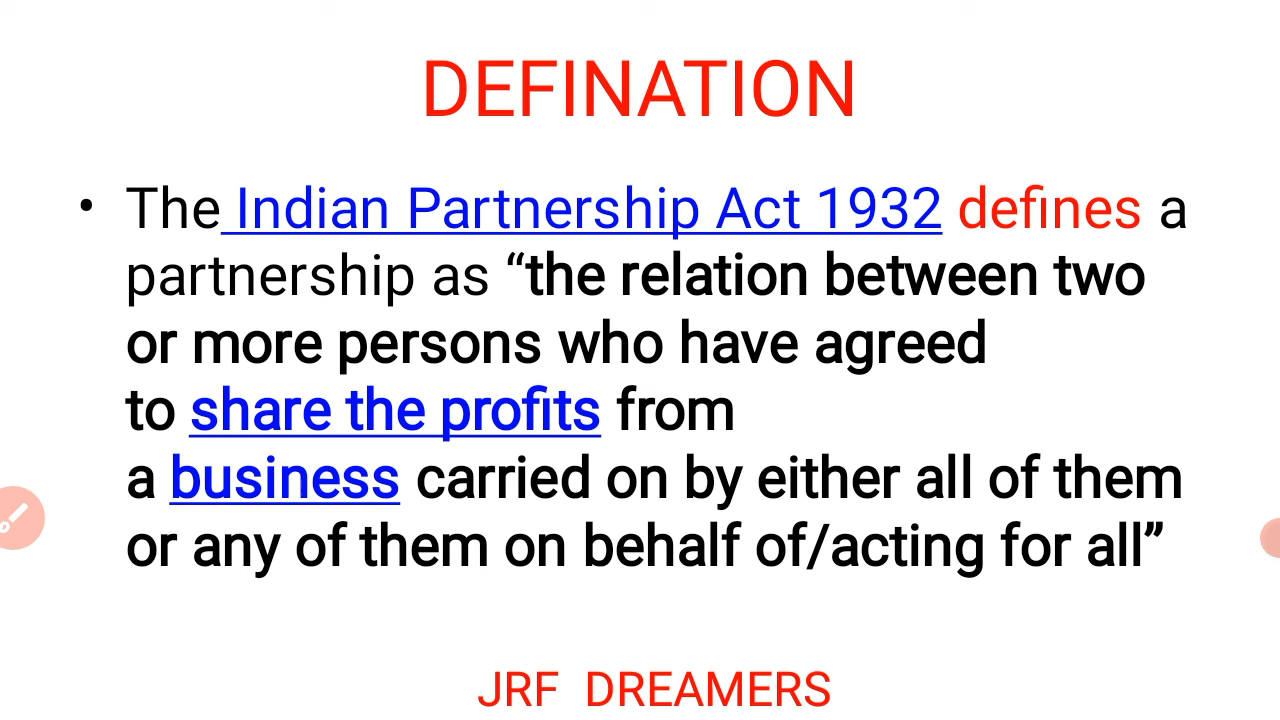 DEFINATION
• The Indian Partnership Act 1932 defines a
partnership as “the relation between two
or more persons who have agreed
to share the profits from
a business carried on by either all of them
or any of them on behalf of/acting for all”
JRF DREAMERS